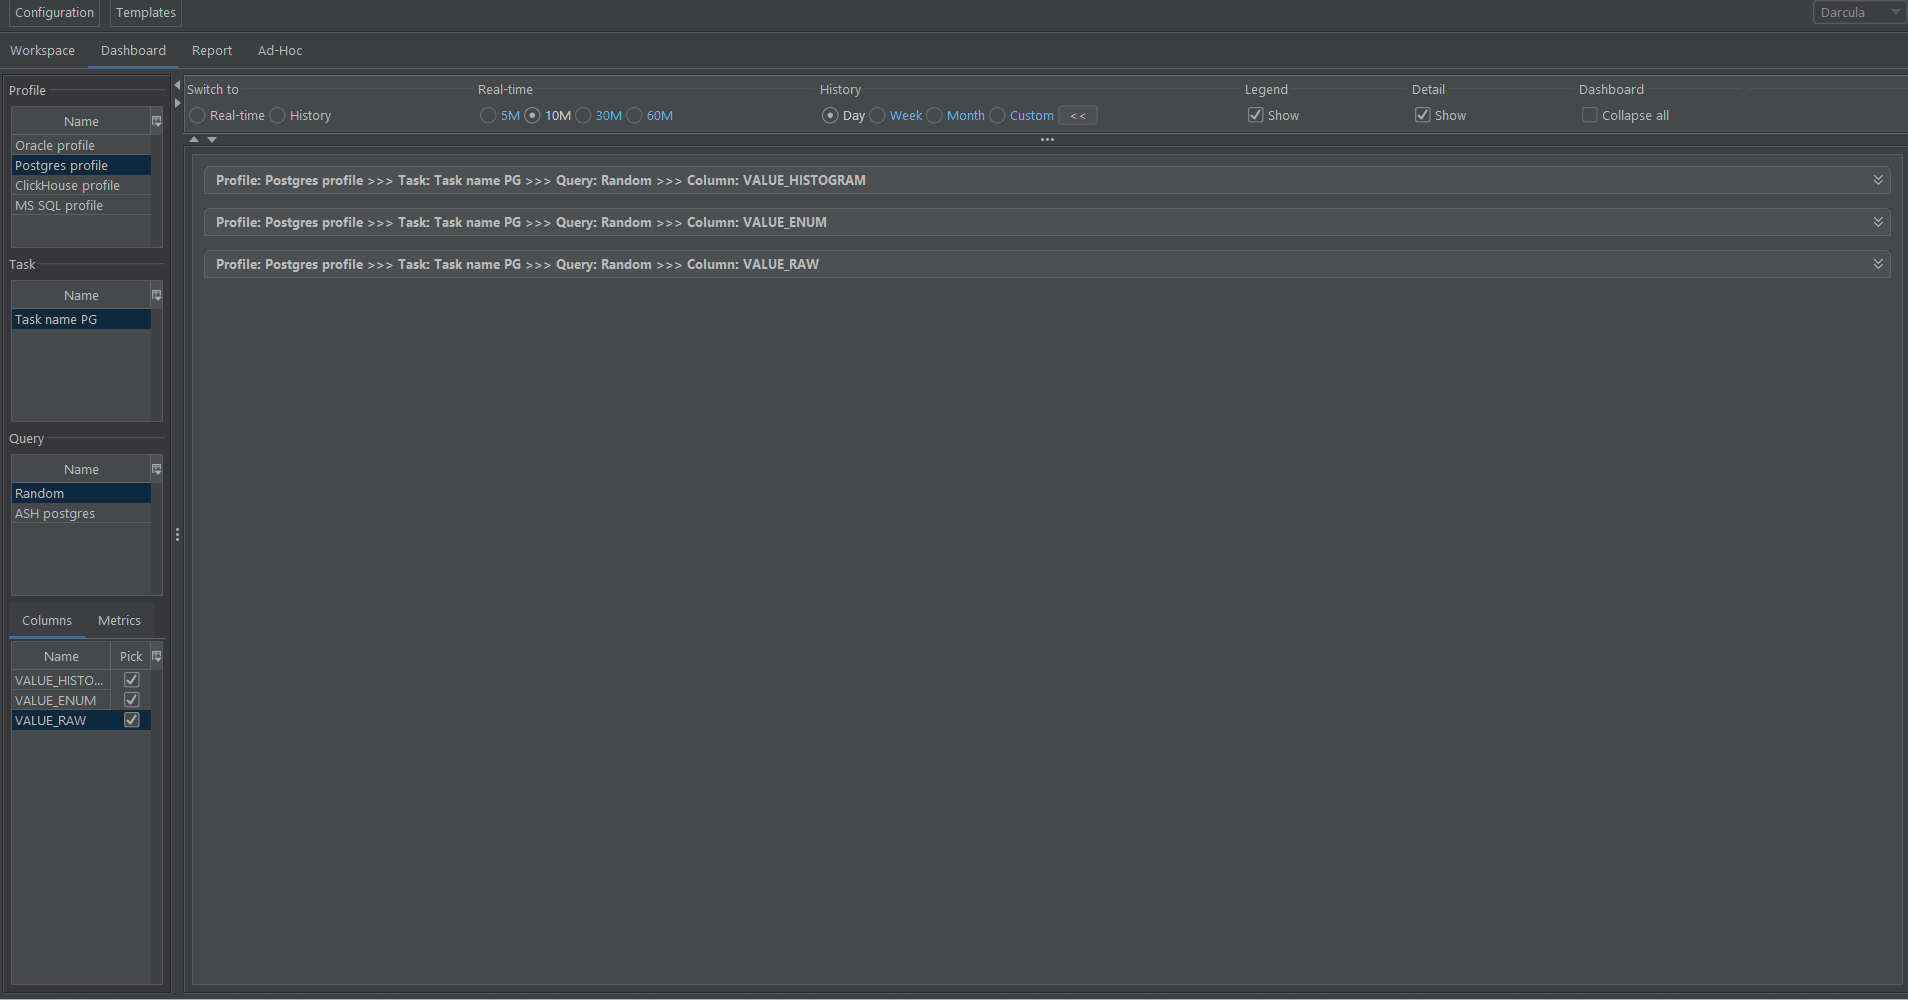 Configuration Templates Darcula
Workspace Dashboard Report Ad-Hoc
Profile
Name
Oracle profile
Postgres profile
ClickHouse profile
MS SQL profile
Task
Name
Task name PG
Query
Name
Random
ASH postgres
Columns Metrics
Name Pick
VALUE_HISTO...
VALUE_ENUM
VALUE_RAW
Switch to Real-time History Legend Detail Dashboard
Real-time History 5M 10M 30M 60M Day Week Month Custom << Show Show Collapse all
Profile: Postgres profile >>> Task: Task name PG >>> Query: Random >>> Column: VALUE_HISTOGRAM
Profile: Postgres profile >>> Task: Task name PG >>> Query: Random >>> Column: VALUE_ENUM
Profile: Postgres profile >>> Task: Task name PG >>> Query: Random >>> Column: VALUE_RAW